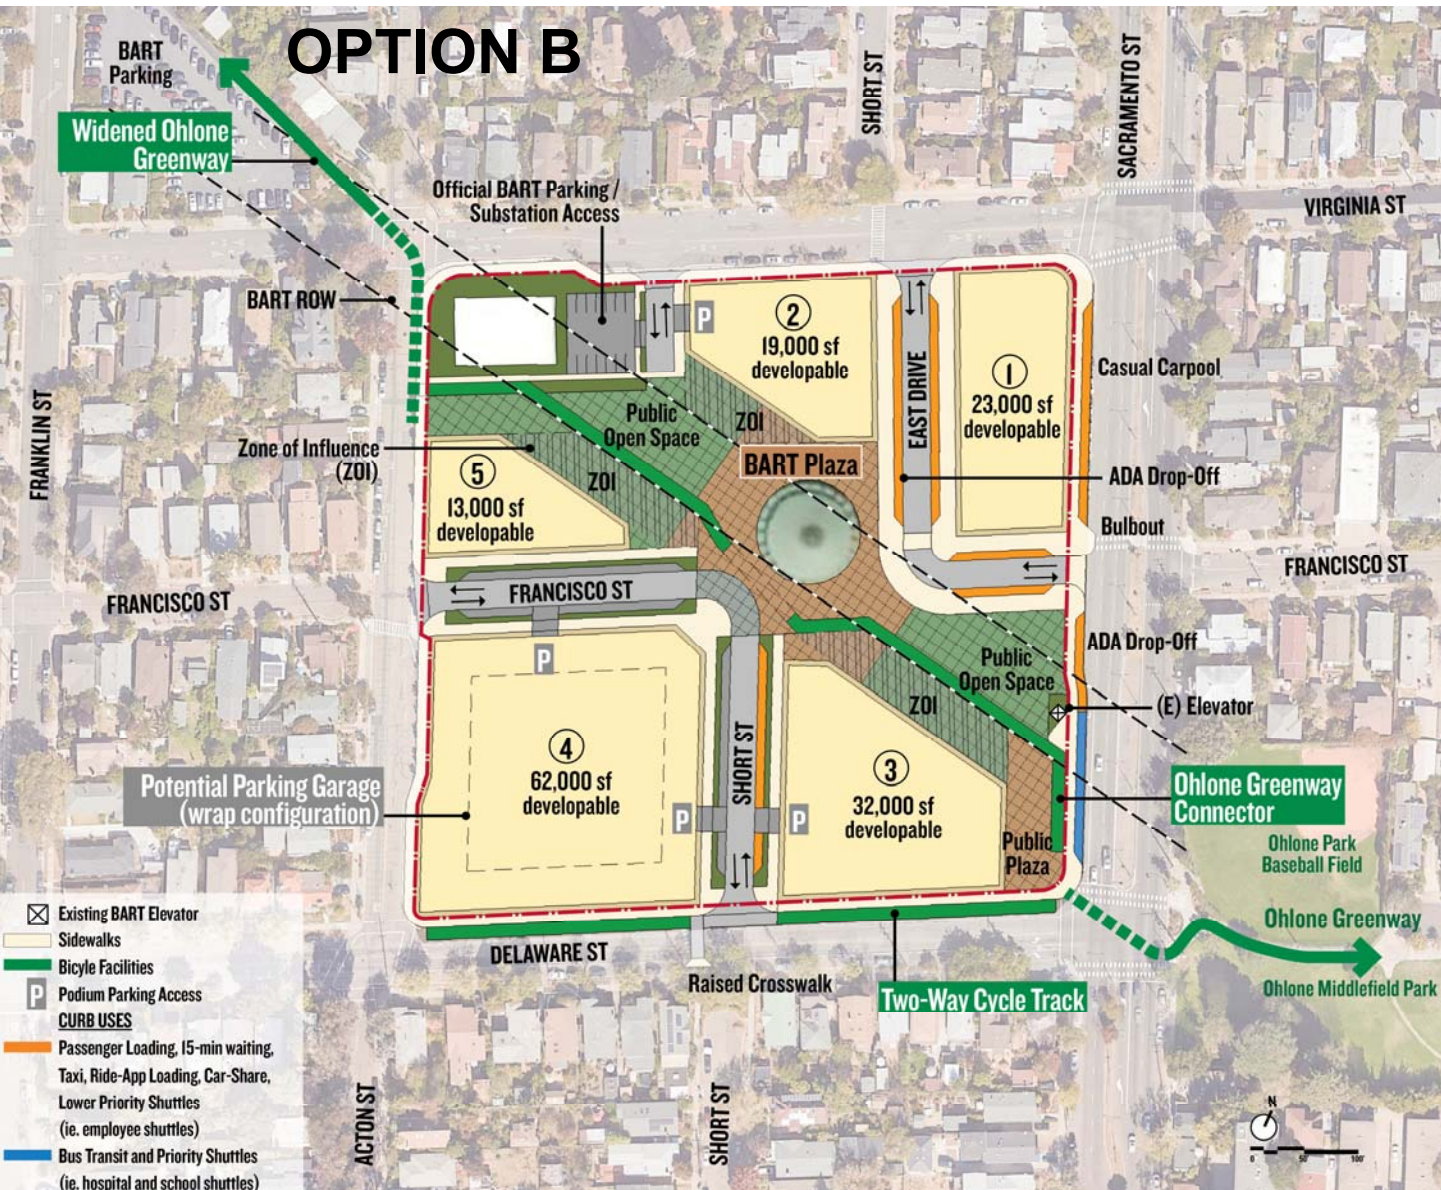 OPTION B
BART
Parking
Widened Ohlone
Greenway
SHORT ST
SACRAMENTO ST
Official BART Parking /
Substation Access
VIRGINIA ST
BART ROW
P
2
19,000 sf
developable
EAST DRIVE
1
23,000 sf
developable
Casual Carpool
FRANKLIN ST
Public
Open Space
ZOI
Zone of Influence
(ZOI)
5
13,000 sf
developable
ZOI
BART Plaza
ADA Drop-Off
Bulbout
FRANCISCO ST
FRANCISCO ST
FRANCISCO ST
P
ADA Drop-Off
Public
Open Space
ZOI
(E) Elevator
4
62,000 sf
developable
SHORT ST
3
32,000 sf
developable
Potential Parking Garage
(wrap configuration)
P
P
Ohlone Greenway
Connector
Public
Plaza
Ohlone Park
Baseball Field
Ohlone Greenway
Ohlone Middlefield Park
DELAWARE ST
Raised Crosswalk
Two-Way Cycle Track
ACTON ST
SHORT ST
Existing BART Elevator
Sidewalks
Bicyle Facilities
P
Podium Parking Access
CURB USES
Passenger Loading, 15-min waiting,
Taxi, Ride-App Loading, Car-Share,
Lower Priority Shuttles
(ie. employee shuttles)
Bus Transit and Priority Shuttles
(ie. hospital and school shuttles)
N
0 50' 100'